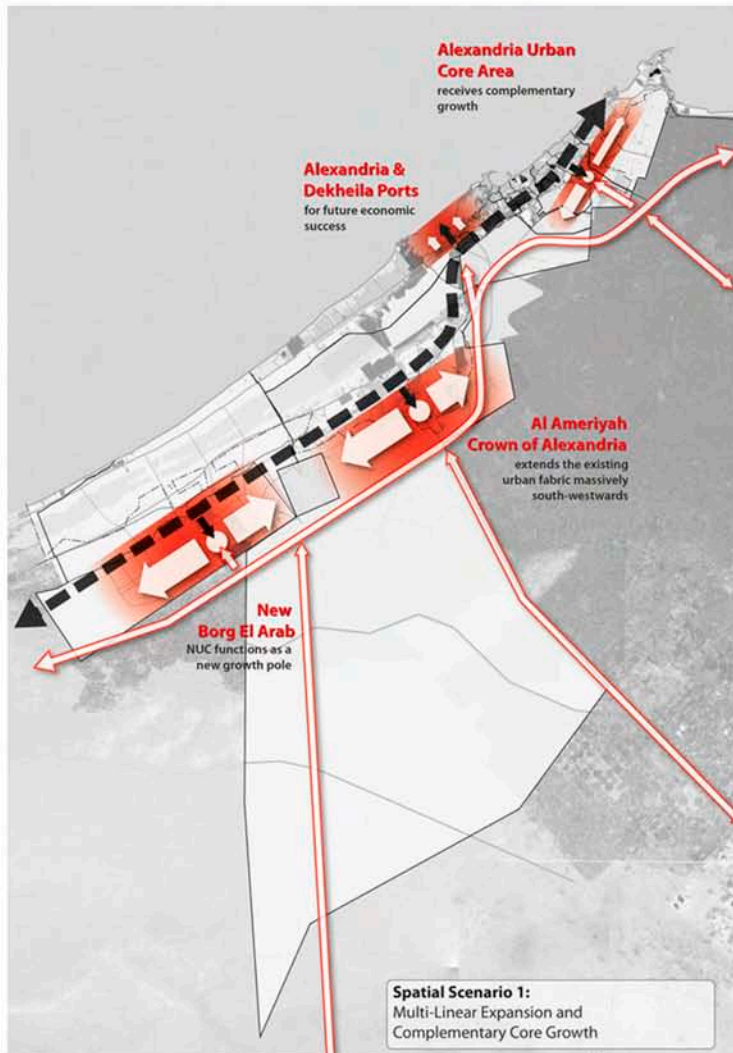 Alexandria Urban
Core Area
receives complementary
growth
Alexandria &
Dekheila Ports
for future economic
success
Al Ameriyah
Crown of Alexandria
extends the existing
urban fabric massively
south-westwards
New
Borg El Arab
NUC functions as a
new growth pole
Spatial Scenario 1:
Multi-Linear Expansion and
Complementary Core Growth